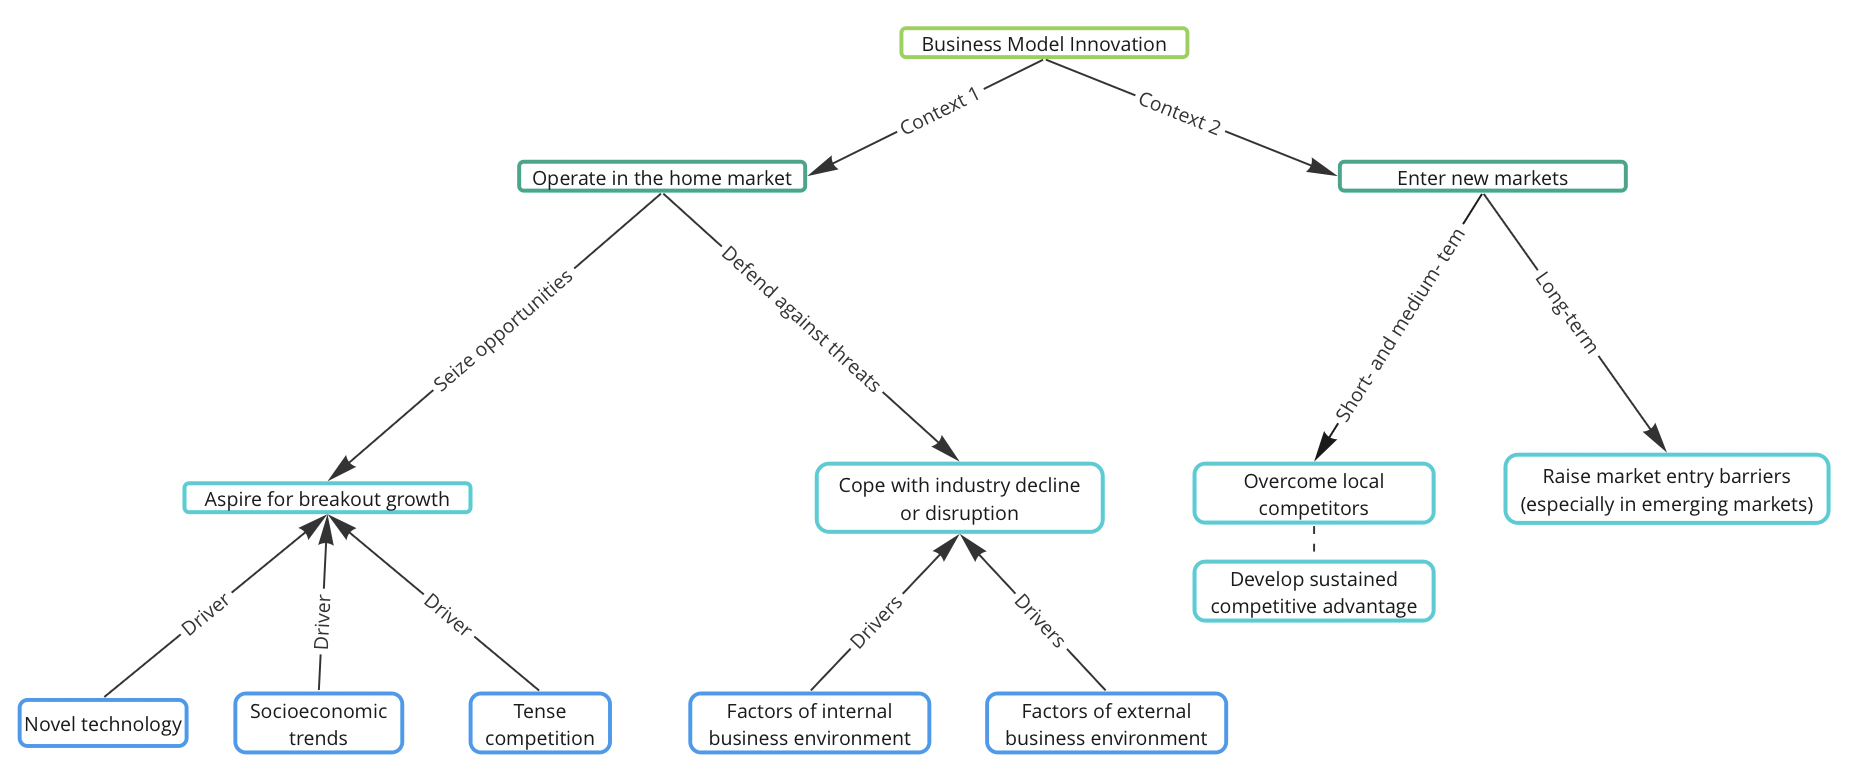 Business Model Innovation
Context 1
Context 2
Operate in the home market
Enter new markets
Seize opportunities
Defend against threats
Short- and medium- tem
Long-term
Aspire for breakout growth
Cope with industry decline
or disruption
Overcome local
competitors
Raise market entry barriers
(especially in emerging markets)
Develop sustained
competitive advantage
Driver
Driver
Driver
Drivers
Drivers
Novel technology
Socioeconomic
trends
Tense
competition
Factors of internal
business environment
Factors of external
business environment